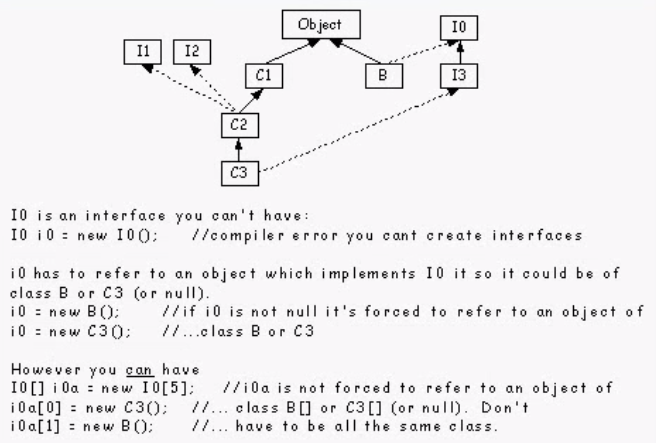 Object
I0
I1
I2
C1
B
I3
C2
C3
I0 is an interface you can't have:
I0 i0 = new I0();    //compiler error you cant create interfaces
i0 has to refer to an object which implements I0 it so it could be of
class B or C3 (or null).
i0 = new B();    //if i0 is not null it's forced to refer to an object of
i0 = new C3();    //...class B or C3
However you can have
I0[] i0a = new I0[5];    //i0a is not forced to refer to an object of
i0a[0] = new C3();    //... class B[] or C3[] (or null). Don't
i0a[1] = new B();    //... have to be all the same class.